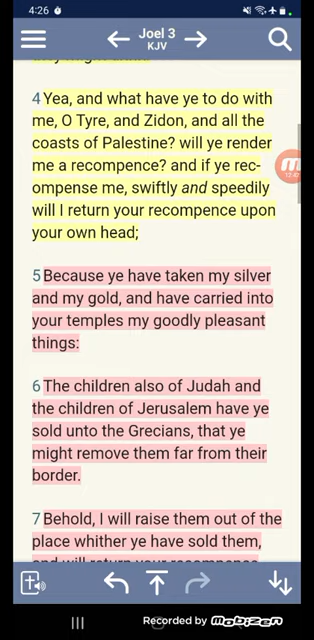 4:26
Joel 3
KJV
4 Yea, and what have ye to do with
me, O Tyre, and Zidon, and all the
coasts of Palestine? will ye render
me a recompence? and if ye rec-
ompense me, swiftly and speedily
will I return your recompence upon
your own head;
5 Because ye have taken my silver
and my gold, and have carried into
your temples my goodly pleasant
things:
6 The children also of Judah and
the children of Jerusalem have ye
sold unto the Grecians, that ye
might remove them far from their
border.
7 Behold, I will raise them out of the
place whither ye have sold them,
and will return your recompence
Recorded by Mobizen